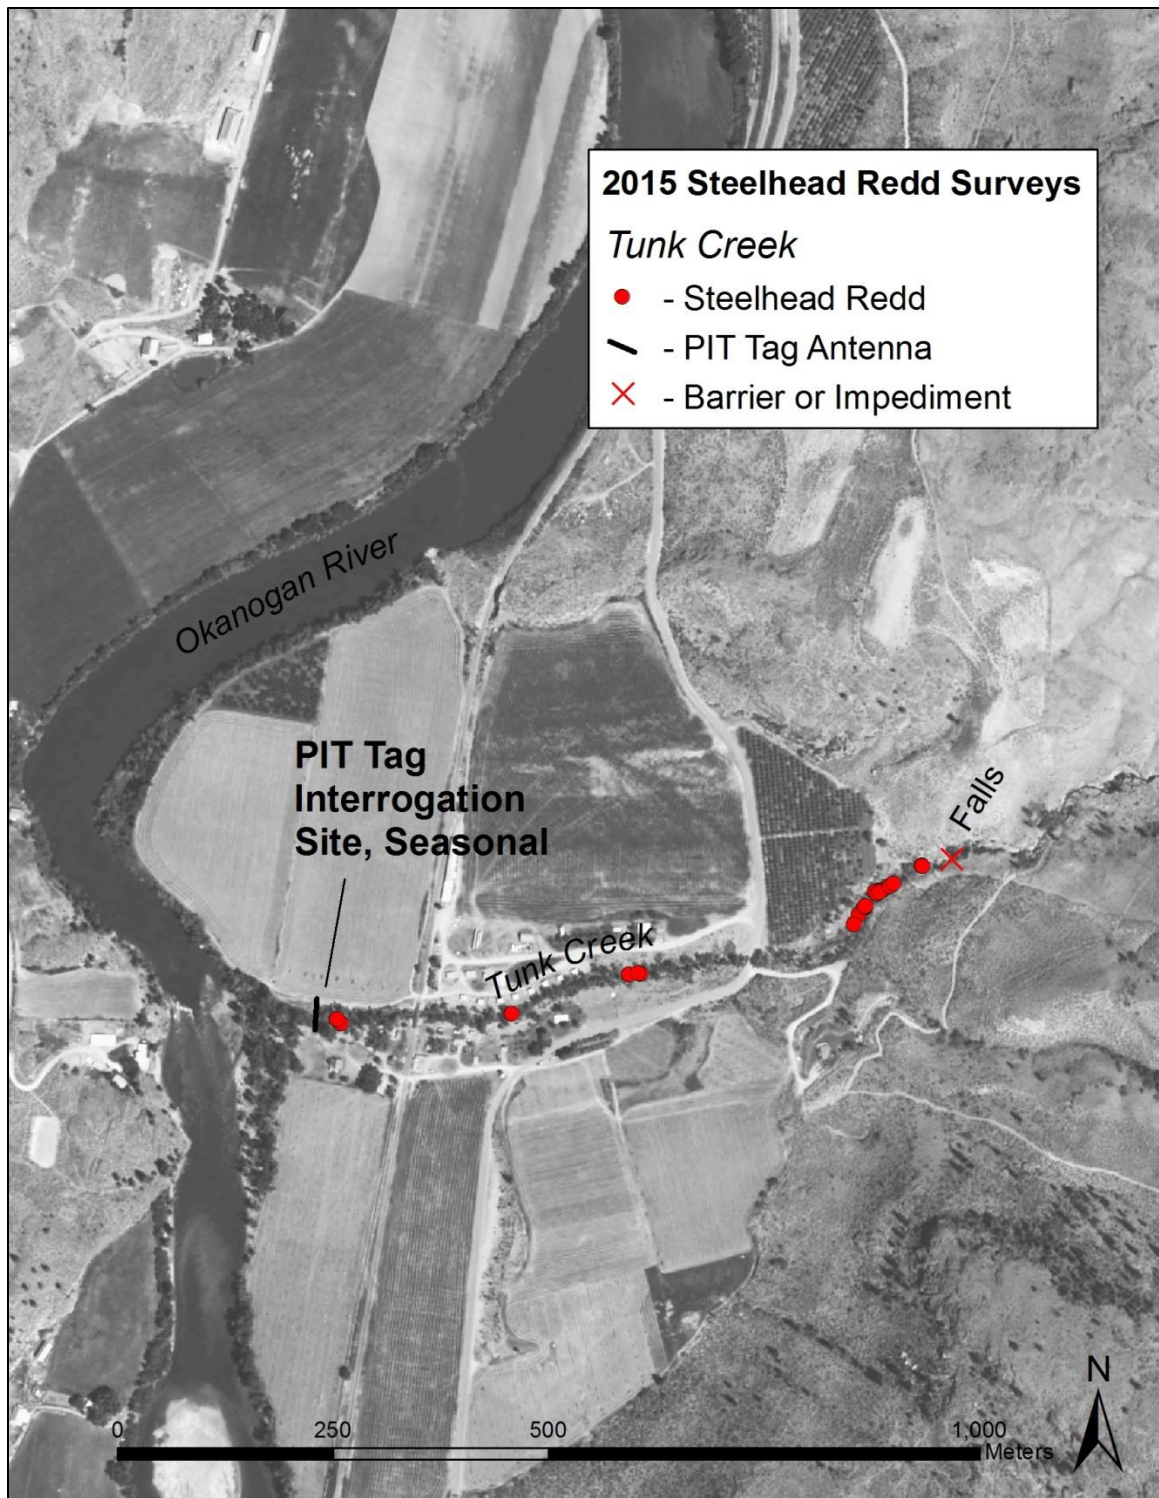 2015 Steelhead Redd Surveys
Tunk Creek
- Steelhead Redd
- PIT Tag Antenna
- Barrier or Impediment
Okanogan River
PIT Tag
Interrogation
Site, Seasonal
Falls
Tunk Creek
N
0 250 500 1,000
Meters